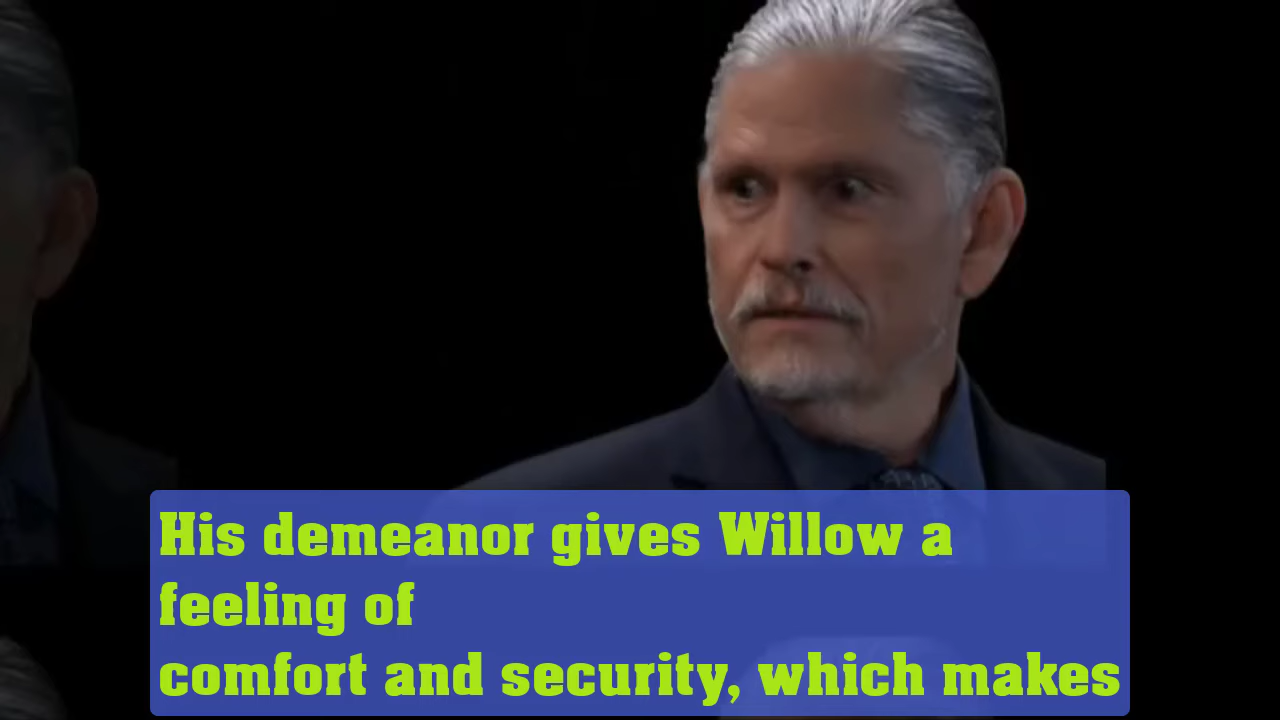 His demeanor gives Willow a
feeling of
comfort and security, which makes